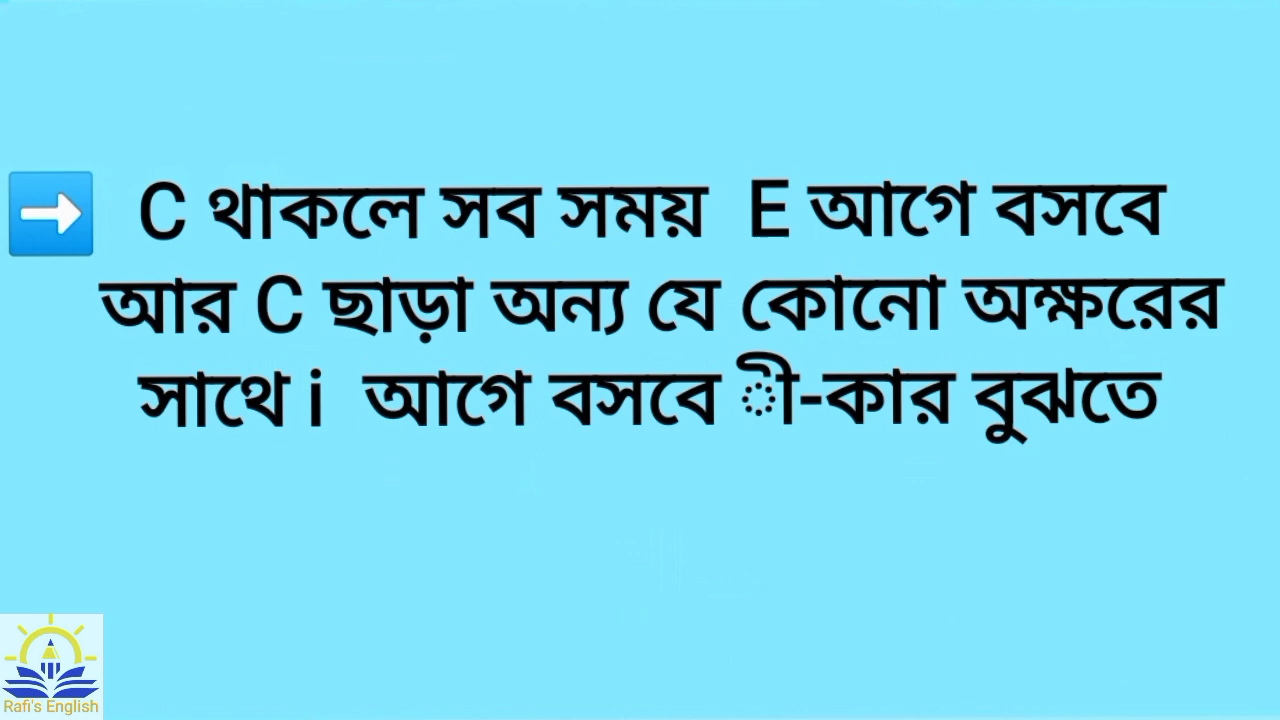 ➡️ C থাকলে সব সময় E আগে বসবে
আর C ছাড়া অন্য যে কোনো অক্ষরের
সাথে i আগে বসবে ী-কার বুঝতে
Rafi's English